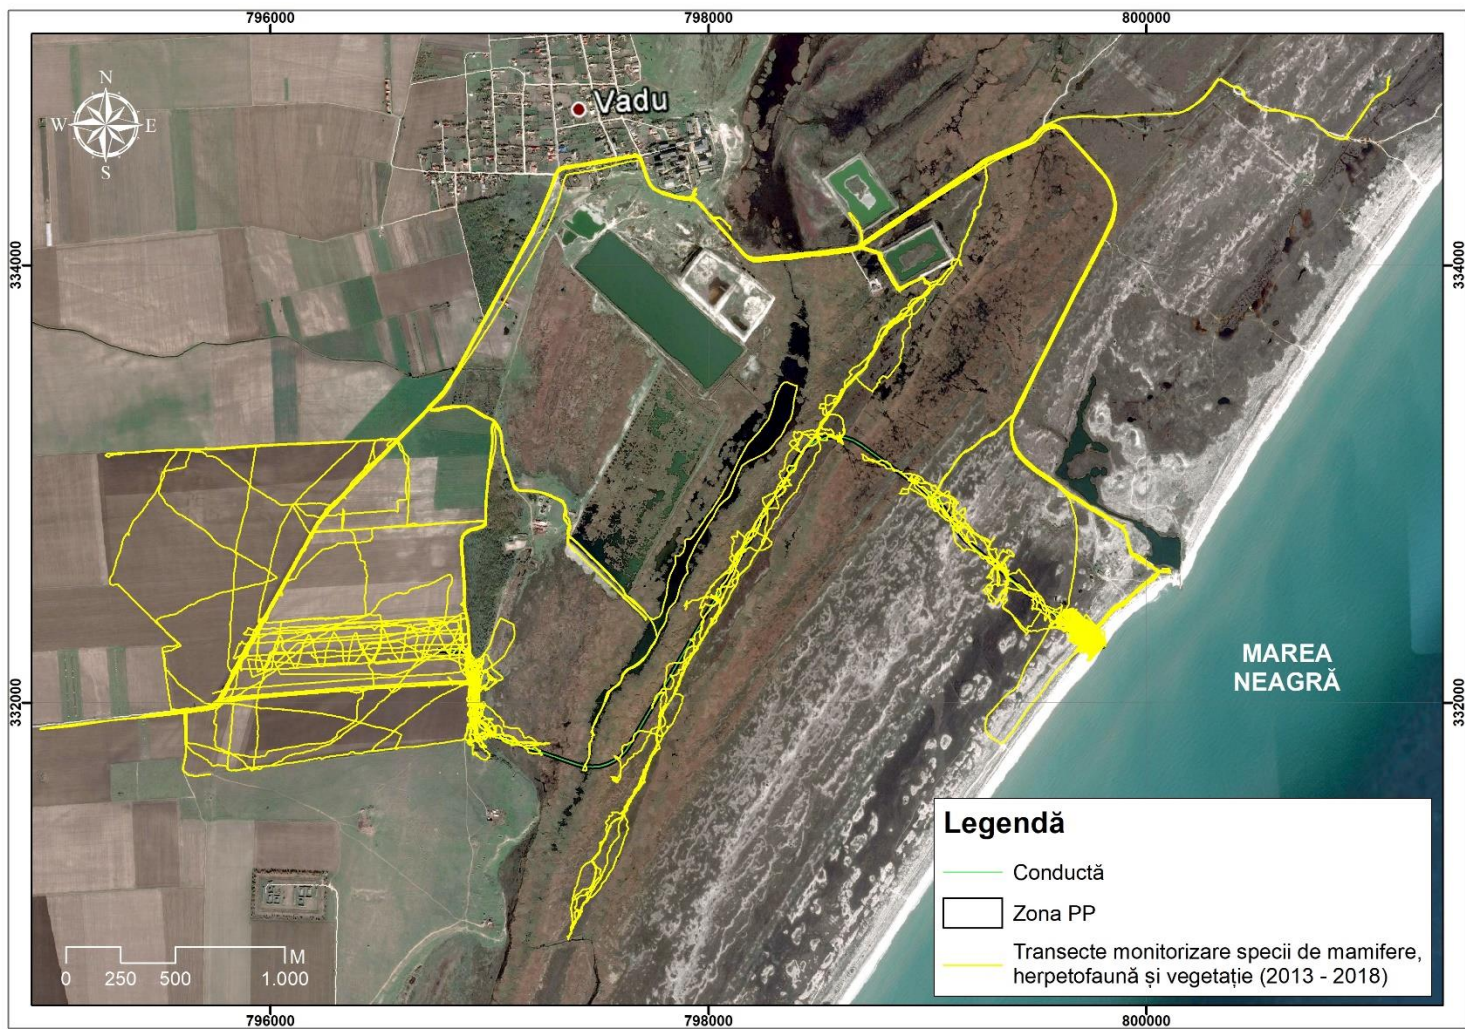 796000
798000
800000
N
W E
S
Vadu
334000
334000
332000
332000
MAREA
NEAGRĂ
Legendă
Conductă
Zona PP
Transecte monitorizare specii de mamifere,
herpetofaună și vegetație (2013 - 2018)
M
0 250 500 1.000
796000
798000
800000